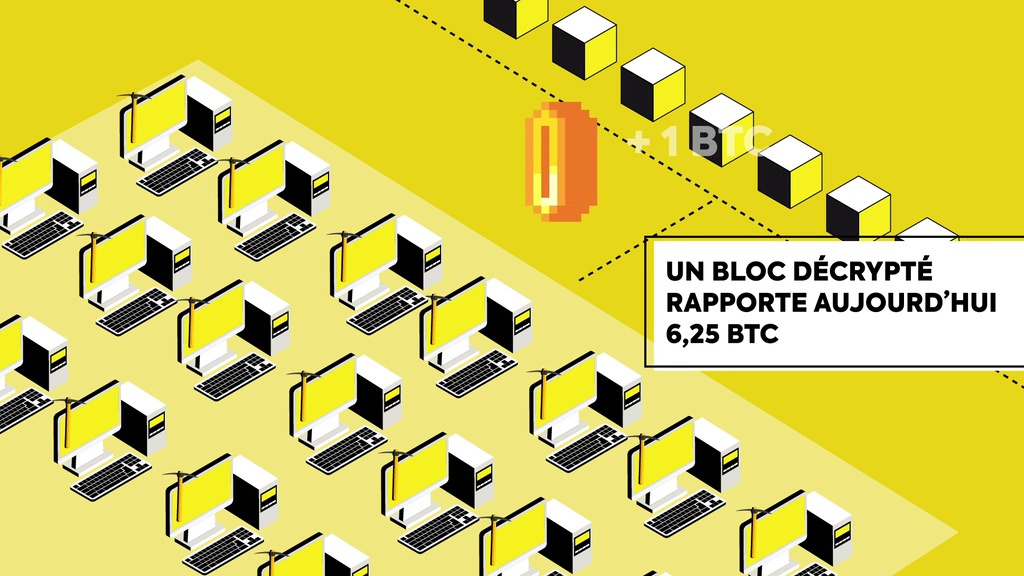 + 1 BTC
UN BLOC DÉCRYPTÉ
RAPPORTE AUJOURD'HUI
6,25 BTC